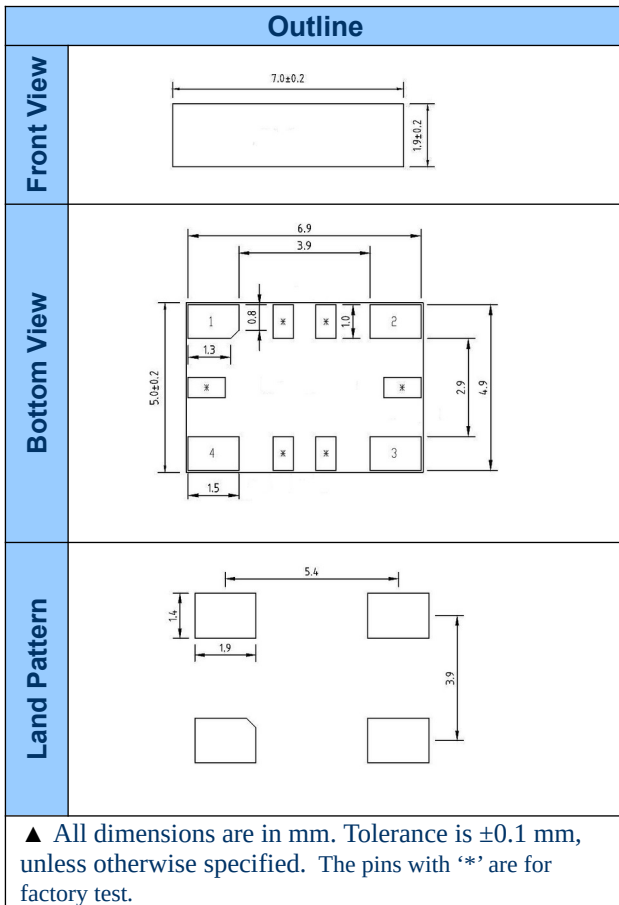 Outline
Front View
7.0±0.2
1.9±0.2
Bottom View
6.9
3.9
1 0.8 * * 1.0 2
1.3
5.0±0.2
* *
2.9
4.9
4 * * 3
1.5
Land Pattern
5.4
1.4
1.9
3.9
▲ All dimensions are in mm. Tolerance is ±0.1 mm,
unless otherwise specified. The pins with ‘*’ are for
factory test.